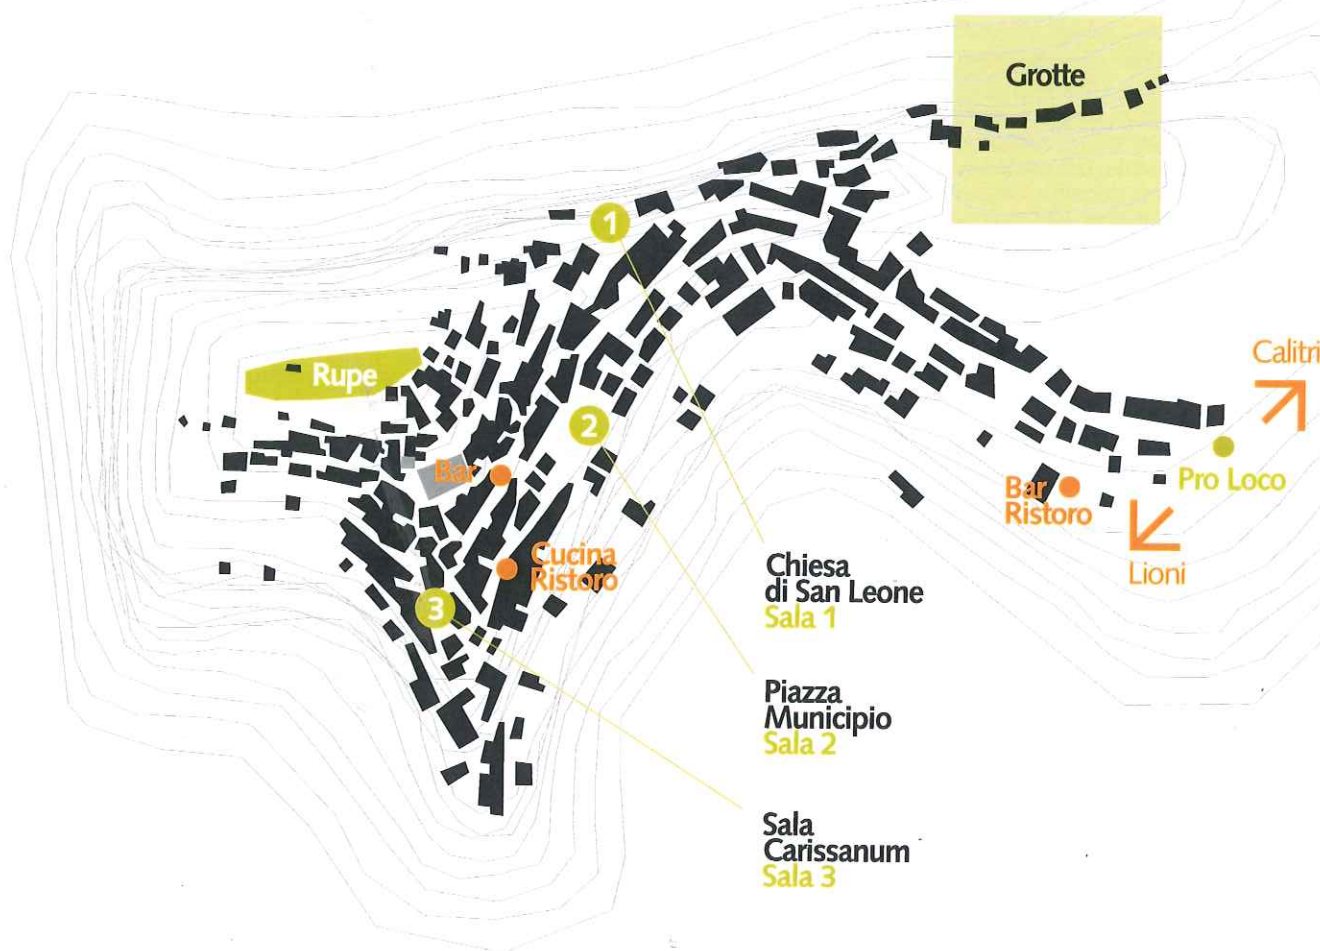 Grotte
1
Calitri
Rupe
2
Bar
Pro Loco
Bar
Ristoro
Cucina
Ristoro
Lioni
3
Chiesa
di San Leone
Sala 1
Piazza
Municipio
Sala 2
Sala
Carissanum
Sala 3